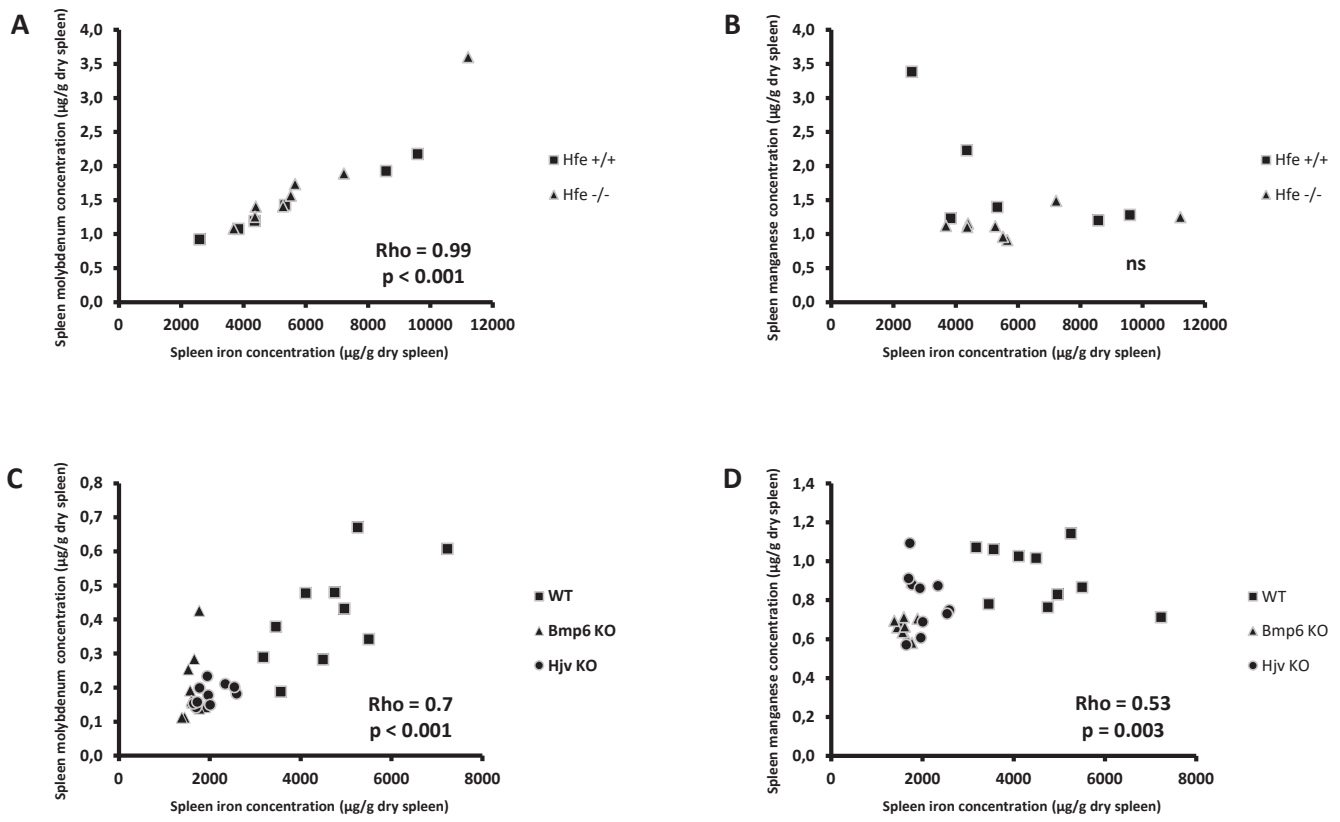 A
Spleen molybdenum concentration (µg/g dry spleen)
4,0
3,5
3,0
2,5
2,0
1,5
1,0
0,5
0,0
0 2000 4000 6000 8000 10000 12000
Spleen iron concentration (µg/g dry spleen)
Rho = 0.99
p < 0.001
Hfe +/+
Hfe -/-
B
Spleen manganese concentration (µg/g dry spleen)
4,0
3,5
3,0
2,5
2,0
1,5
1,0
0,5
0,0
0 2000 4000 6000 8000 10000 12000
Spleen iron concentration (µg/g dry spleen)
ns
Hfe +/+
Hfe -/-
C
Spleen molybdenum concentration (µg/g dry spleen)
0,8
0,7
0,6
0,5
0,4
0,3
0,2
0,1
0,0
0 2000 4000 6000 8000
Spleen iron concentration (µg/g dry spleen)
Rho = 0.7
p < 0.001
WT
Bmp6 KO
Hjv KO
D
Spleen manganese concentration (µg/g dry spleen)
1,4
1,2
1,0
0,8
0,6
0,4
0,2
0,0
0 2000 4000 6000 8000
Spleen iron concentration (µg/g dry spleen)
Rho = 0.53
p = 0.003
WT
Bmp6 KO
Hjv KO